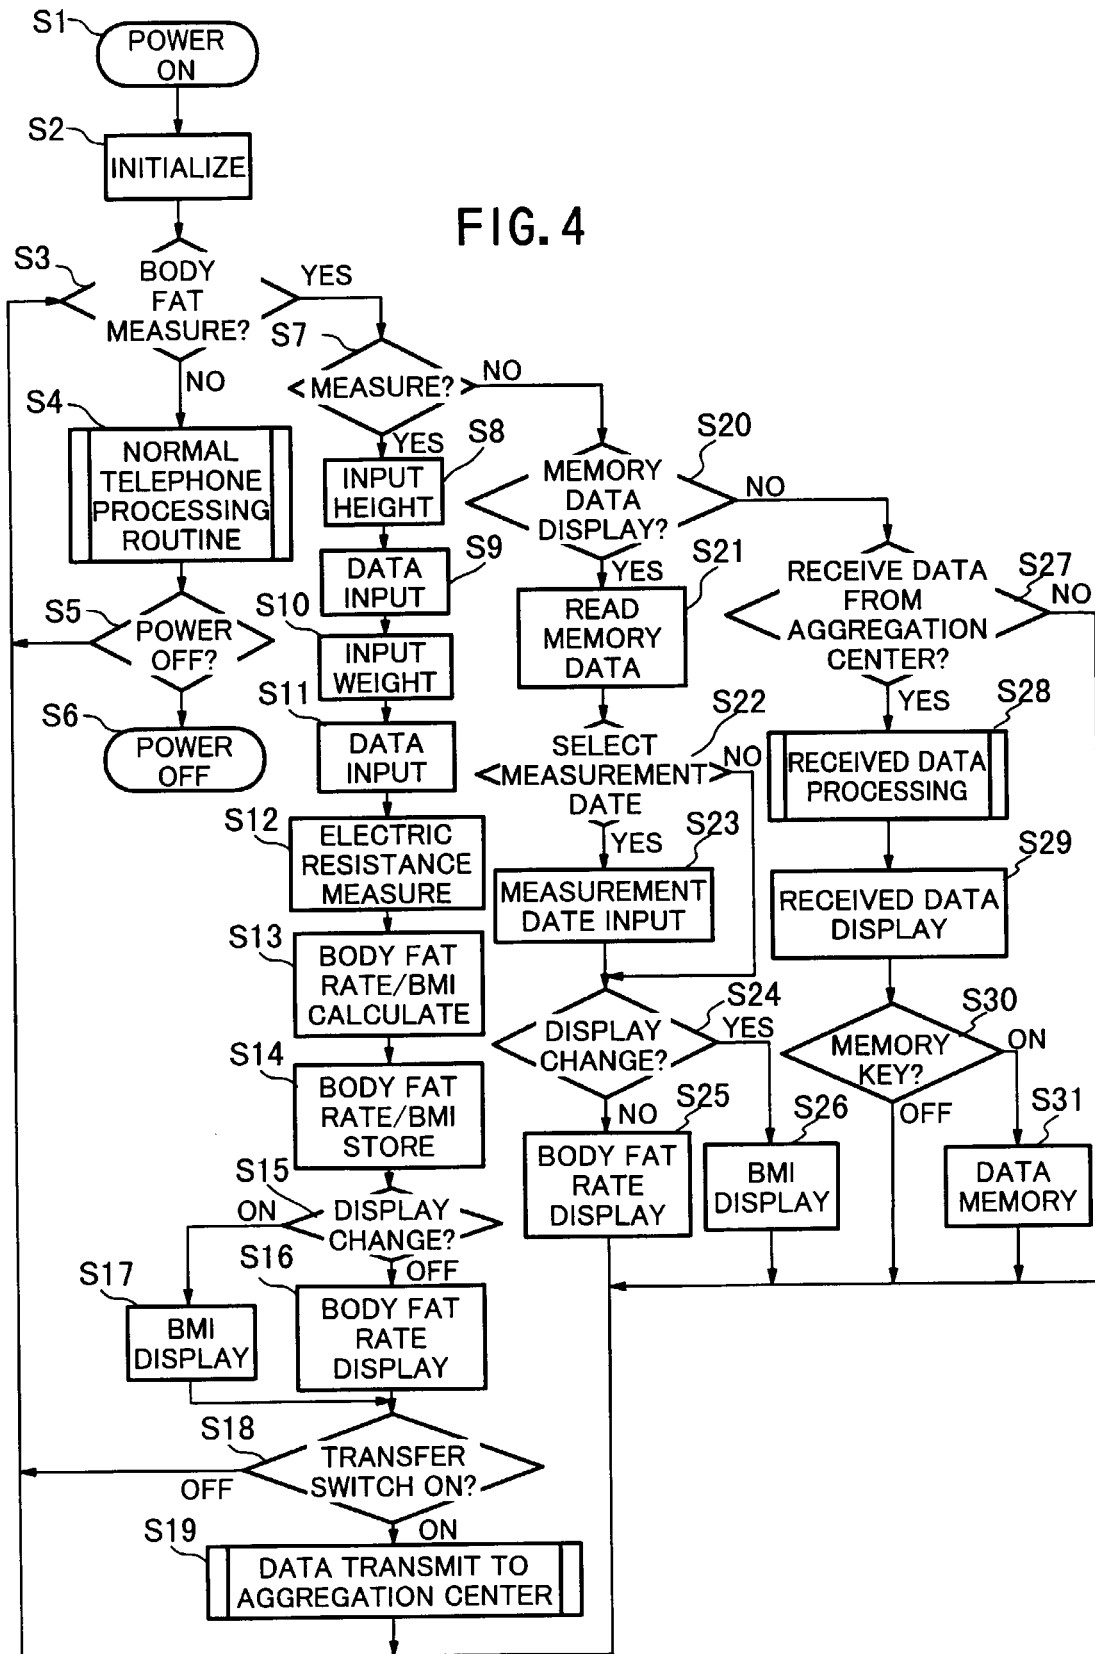 S1
POWER
ON
S2
INITIALIZE
FIG. 4
S3
BODY
FAT
MEASURE?
YES
NO
S4
NORMAL
TELEPHONE
PROCESSING
ROUTINE
S5
POWER
OFF?
S6
POWER
OFF
S7
MEASURE?
NO
YES
S8
INPUT
HEIGHT
S9
DATA
INPUT
S10
INPUT
WEIGHT
S11
DATA
INPUT
S12
ELECTRIC
RESISTANCE
MEASURE
S13
BODY FAT
RATE/BMI
CALCULATE
S14
BODY FAT
RATE/BMI
STORE
S15
DISPLAY
CHANGE?
ON
OFF
S16
BODY FAT
RATE
DISPLAY
S17
BMI
DISPLAY
S18
TRANSFER
SWITCH ON?
OFF
ON
S19
DATA TRANSMIT TO
AGGREGATION CENTER
S20
MEMORY
DATA
DISPLAY?
NO
YES
S21
READ
MEMORY
DATA
S22
SELECT
MEASUREMENT
DATE
NO
YES
S23
MEASUREMENT
DATE INPUT
S24
DISPLAY
CHANGE?
YES
NO
S25
BODY FAT
RATE
DISPLAY
S26
BMI
DISPLAY
S27
RECEIVE DATA
FROM
AGGREGATION
CENTER?
NO
YES
S28
RECEIVED DATA
PROCESSING
S29
RECEIVED DATA
DISPLAY
S30
MEMORY
KEY?
ON
OFF
S31
DATA
MEMORY